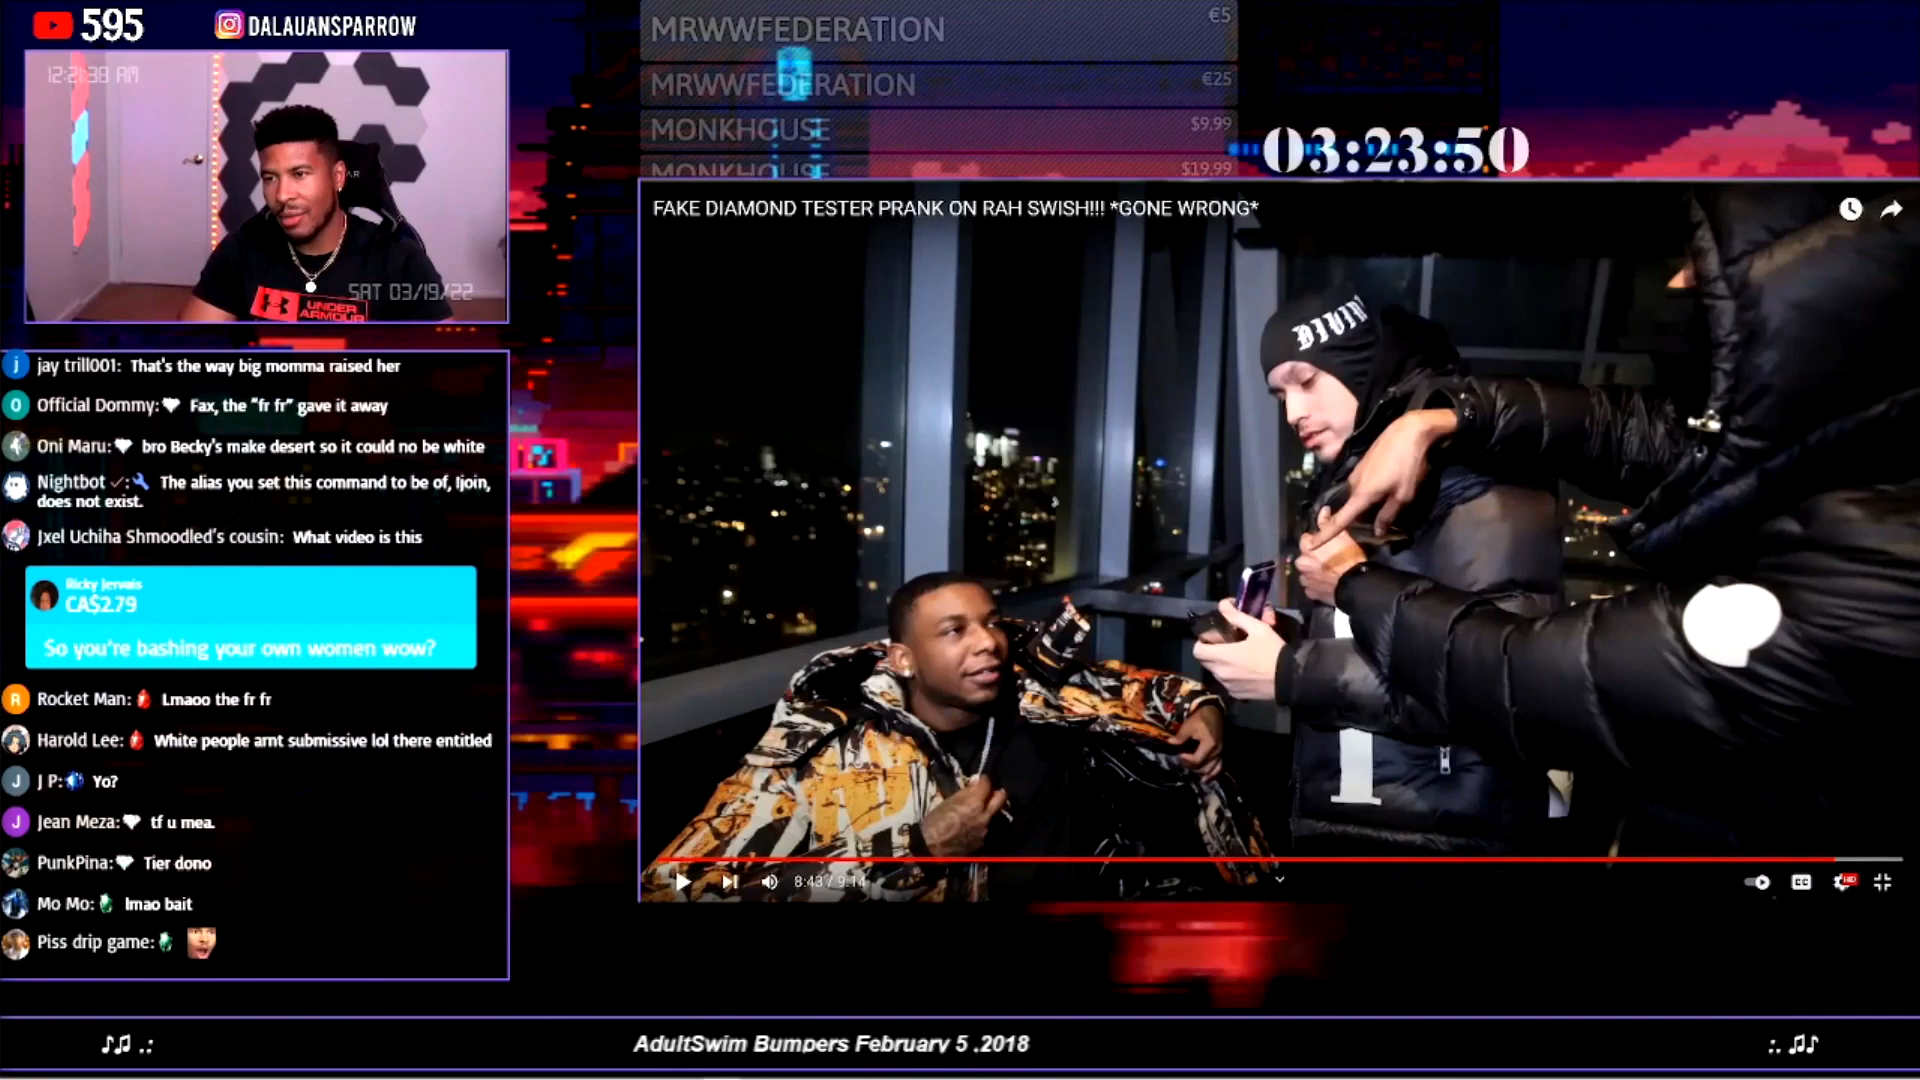 595
DALAUANSPARROW
12:21:39 AM
UNDER
ARMOUR
SAT 03/19/22
MRWWFEDERATION €5
MRWWFEDERATION €25
MONKHOUSE $9.99
MONKHOUSE $19.99
03:23:50
FAKE DIAMOND TESTER PRANK ON RAH SWISH!!! *GONE WRONG*
jay trill001: That's the way big momma raised her
Official Dommy: Fax, the "fr fr" gave it away
Oni Maru: bro Becky's make desert so it could no be white
Nightbot : The alias you set this command to be of, !join,
does not exist.
Jxel Uchiha Shmoodled's cousin: What video is this
Ricky Jervais
CA$2.79
So you're bashing your own women wow?
Rocket Man: Lmaoo the fr fr
Harold Lee: White people arnt submissive lol there entitled
J P: Yo?
Jean Meza: tf u mea.
PunkPina: Tier dono
Mo Mo: lmao bait
Piss drip game:
8:43 / 9:14
CC
HD
AdultSwim Bumpers February 5 .2018